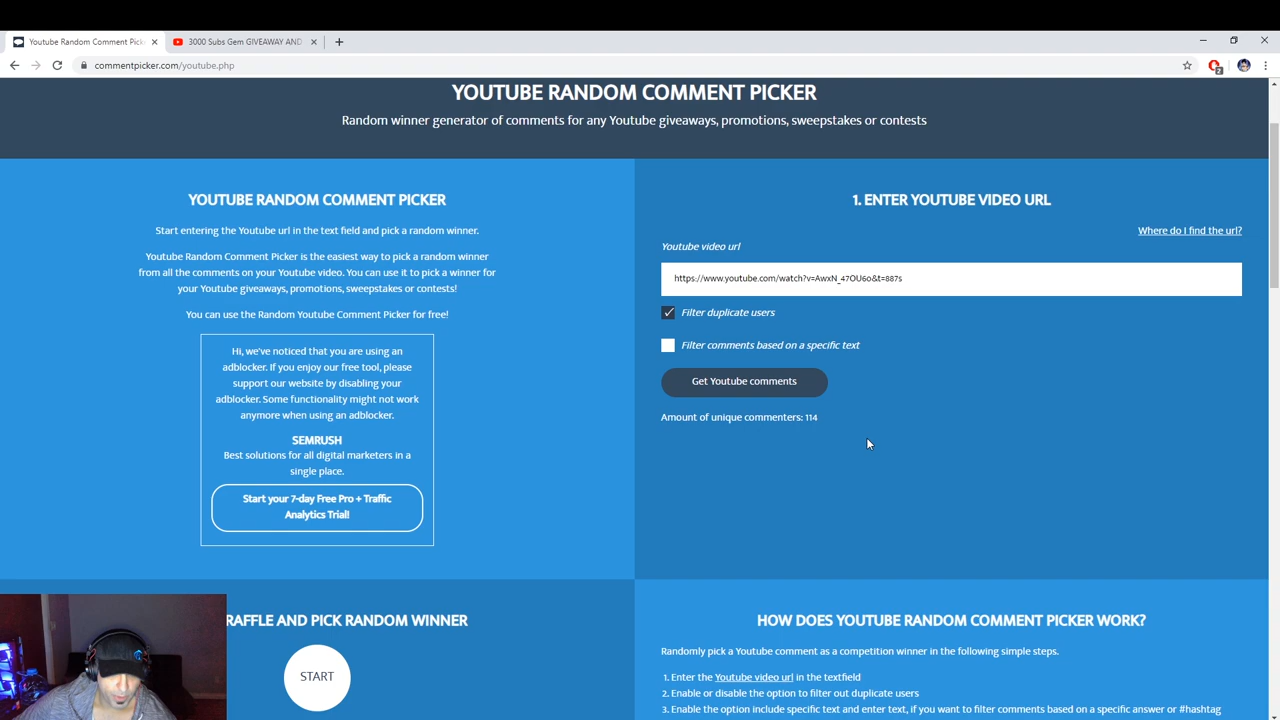 Youtube Random Comment Pick
3000 Subs Gem GIVEAWAY AND
commentpicker.com/youtube.php
2
YOUTUBE RANDOM COMMENT PICKER
Random winner generator of comments for any Youtube giveaways, promotions, sweepstakes or contests
YOUTUBE RANDOM COMMENT PICKER
Start entering the Youtube url in the text field and pick a random winner.
Youtube Random Comment Picker is the easiest way to pick a random winner
from all the comments on your Youtube video. You can use it to pick a winner for
your Youtube giveaways, promotions, sweepstakes or contests!
You can use the Random Youtube Comment Picker for free!
Hi, we've noticed that you are using an
adblocker. If you enjoy our free tool, please
support our website by disabling your
adblocker. Some functionality might not work
anymore when using an adblocker.
SEMRUSH
Best solutions for all digital marketers in a
single place.
Start your 7-day Free Pro + Traffic
Analytics Trial!
1. ENTER YOUTUBE VIDEO URL
Where do I find the url?
Youtube video url
https://www.youtube.com/watch?v=AwxN_47OU6o&t=887s
Filter duplicate users
Filter comments based on a specific text
Get Youtube comments
Amount of unique commenters: 114
RAFFLE AND PICK RANDOM WINNER
START
HOW DOES YOUTUBE RANDOM COMMENT PICKER WORK?
Randomly pick a Youtube comment as a competition winner in the following simple steps.
1. Enter the Youtube video url in the textfield
2. Enable or disable the option to filter out duplicate users
3. Enable the option include specific text and enter text, if you want to filter comments based on a specific answer or #hashtag